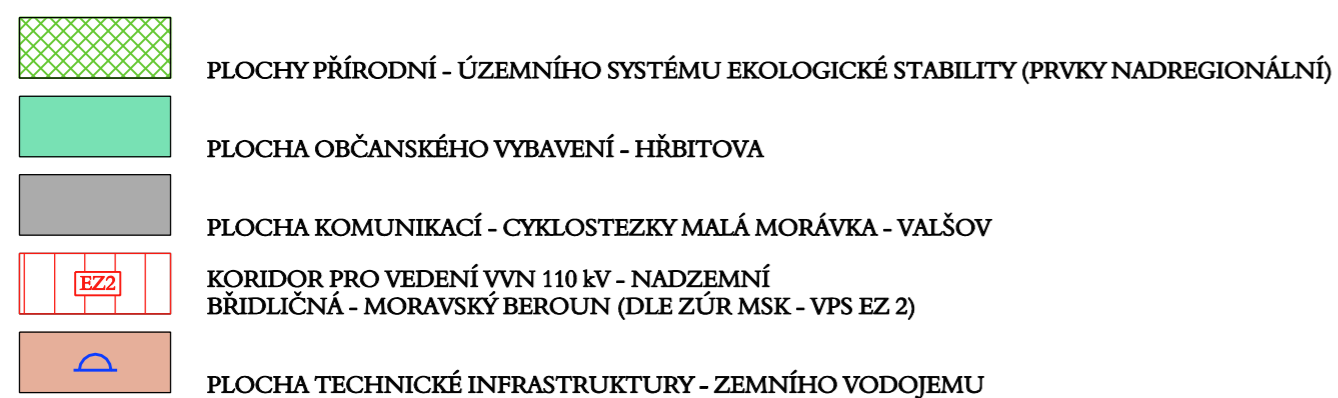 PLOCHY PŘÍRODNÍ - ÚZEMNÍHO SYSTÉMU EKOLOGICKÉ STABILITY (PRVKY NADREGIONÁLNÍ)
PLOCHA OBČANSKÉHO VYBAVENÍ - HŘBITOVA
PLOCHA KOMUNIKACÍ - CYKLOSTEZKY MALÁ MORÁVKA - VALŠOV
EZ2 KORIDOR PRO VEDENÍ VVN 110 kV - NADZEMNÍ
BŘIDLIČNÁ - MORAVSKÝ BEROUN (DLE ZÚR MSK - VPS EZ 2)
PLOCHA TECHNICKÉ INFRASTRUKTURY - ZEMNÍHO VODOJEMU